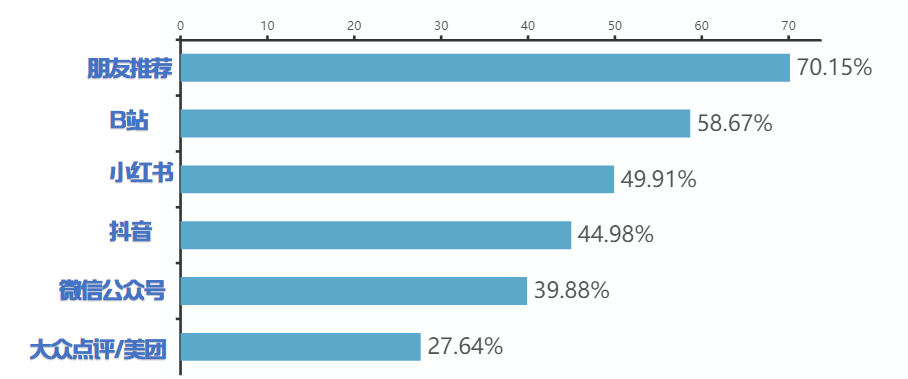 0 10 20 30 40 50 60 70
朋友推荐 70.15%
B站 58.67%
小红书 49.91%
抖音 44.98%
微信公众号 39.88%
大众点评/美团 27.64%